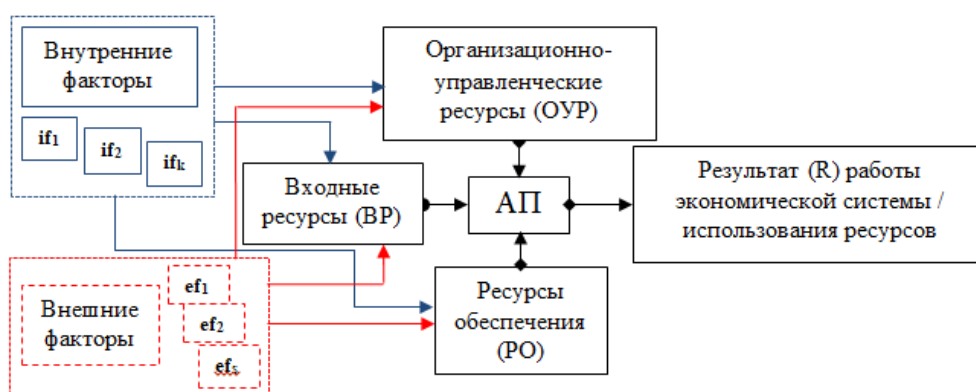 Внутренние
факторы
if1
if2
ifk
Организационно-
управленческие
ресурсы (ОУР)
Входные
ресурсы (ВР)
АП
Результат (R) работы
экономической системы /
использования ресурсов
Внешние
факторы
ef1
ef2
efs
Ресурсы
обеспечения
(РО)